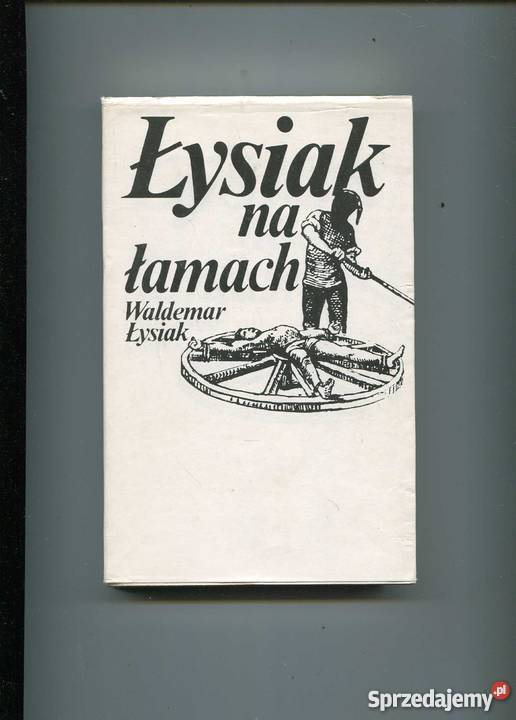 Łysiak
na
łamach
Waldemar
Łysiak
Sprzedajemy.pl